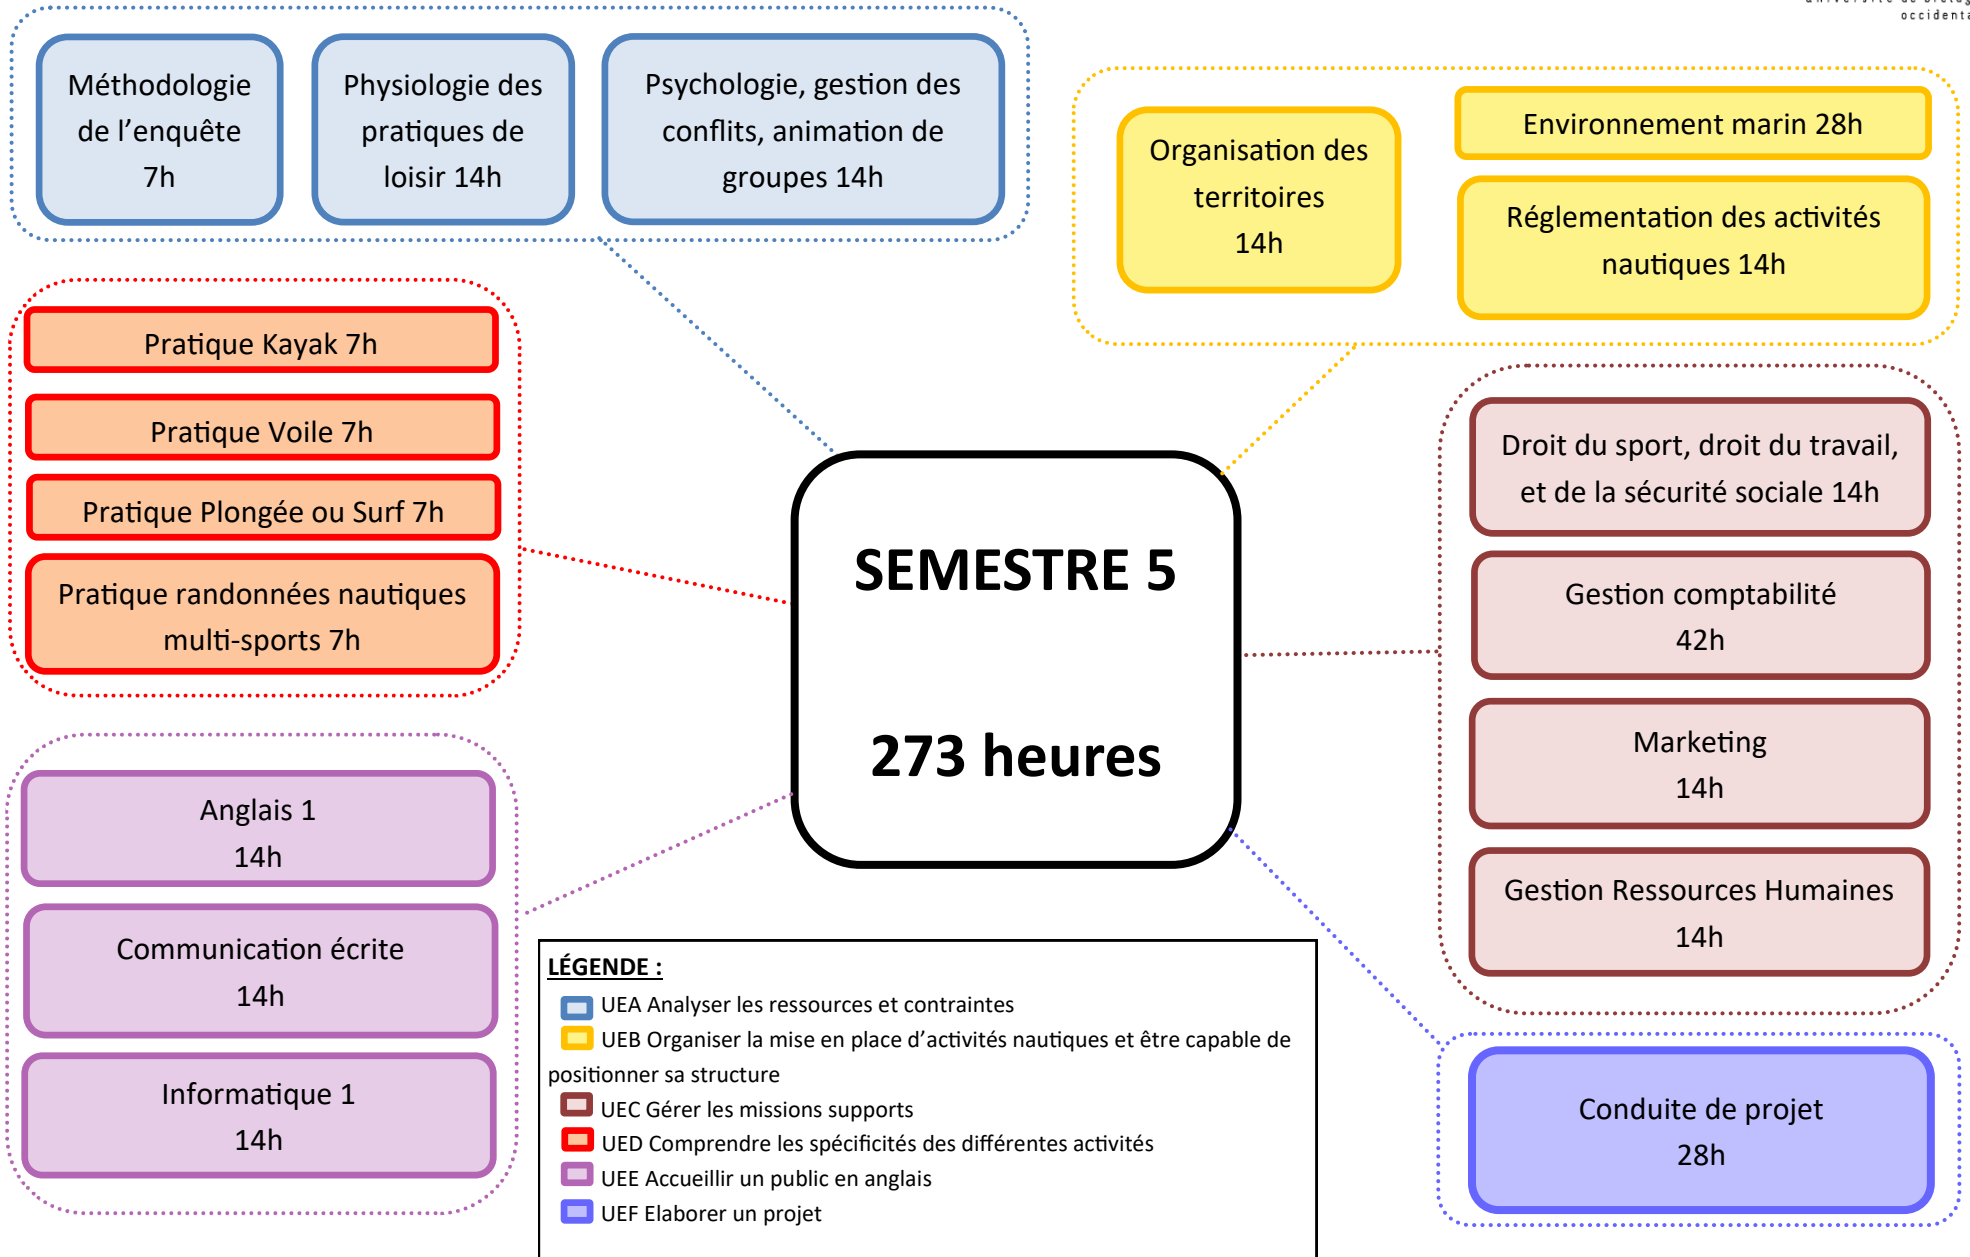 occidenta
Méthodologie
de l’enquête
7h
Physiologie des
pratiques de
loisir 14h
Psychologie, gestion des
conflits, animation de
groupes 14h
Organisation des
territoires
14h
Environnement marin 28h
Réglementation des activités
nautiques 14h
Pratique Kayak 7h
Pratique Voile 7h
Pratique Plongée ou Surf 7h
Pratique randonnées nautiques
multi-sports 7h
SEMESTRE 5
273 heures
Droit du sport, droit du travail,
et de la sécurité sociale 14h
Gestion comptabilité
42h
Marketing
14h
Gestion Ressources Humaines
14h
Anglais 1
14h
Communication écrite
14h
Informatique 1
14h
Conduite de projet
28h
LÉGENDE :
UEA Analyser les ressources et contraintes
UEB Organiser la mise en place d’activités nautiques et être capable de
positionner sa structure
UEC Gérer les missions supports
UED Comprendre les spécificités des différentes activités
UEE Accueillir un public en anglais
UEF Elaborer un projet